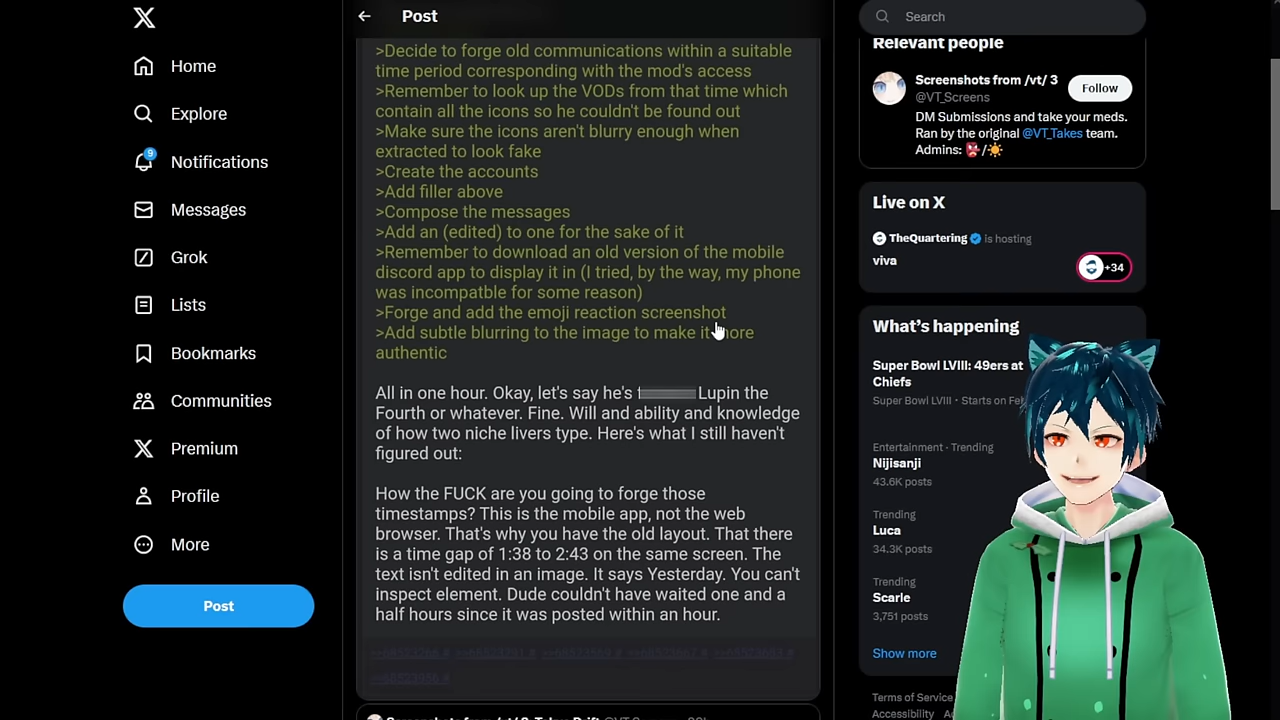 Post
Search
Home
Explore
9
Notifications
Messages
Grok
Lists
Bookmarks
Communities
Premium
Profile
More
Post
>Decide to forge old communications within a suitable
time period corresponding with the mod's access
>Remember to look up the VODs from that time which
contain all the icons so he couldn't be found out
>Make sure the icons aren't blurry enough when
extracted to look fake
>Create the accounts
>Add filler above
>Compose the messages
>Add an (edited) to one for the sake of it
>Remember to download an old version of the mobile
discord app to display it in (I tried, by the way, my phone
was incompatble for some reason)
>Forge and add the emoji reaction screenshot
>Add subtle blurring to the image to make it more
authentic
All in one hour. Okay, let's say he's Lupin the
Fourth or whatever. Fine. Will and ability and knowledge
of how two niche livers type. Here's what I still haven't
figured out:
How the FUCK are you going to forge those
timestamps? This is the mobile app, not the web
browser. That's why you have the old layout. That there
is a time gap of 1:38 to 2:43 on the same screen. The
text isn't edited in an image. It says Yesterday. You can't
inspect element. Dude couldn't have waited one and a
half hours since it was posted within an hour.
Relevant people
Screenshots from /vt/ 3
@VT_Screens
Follow
DM Submissions and take your meds.
Ran by the original @VT_Takes team.
Admins:
Live on X
TheQuartering is hosting
viva
+34
What's happening
Super Bowl LVIII: 49ers at
Chiefs
Super Bowl LVIII · Starts on
Entertainment · Trending
Nijisanji
43.6K posts
Trending
Luca
34.3K posts
Trending
Scarle
3,751 posts
Show more
Terms of Service
Accessibility